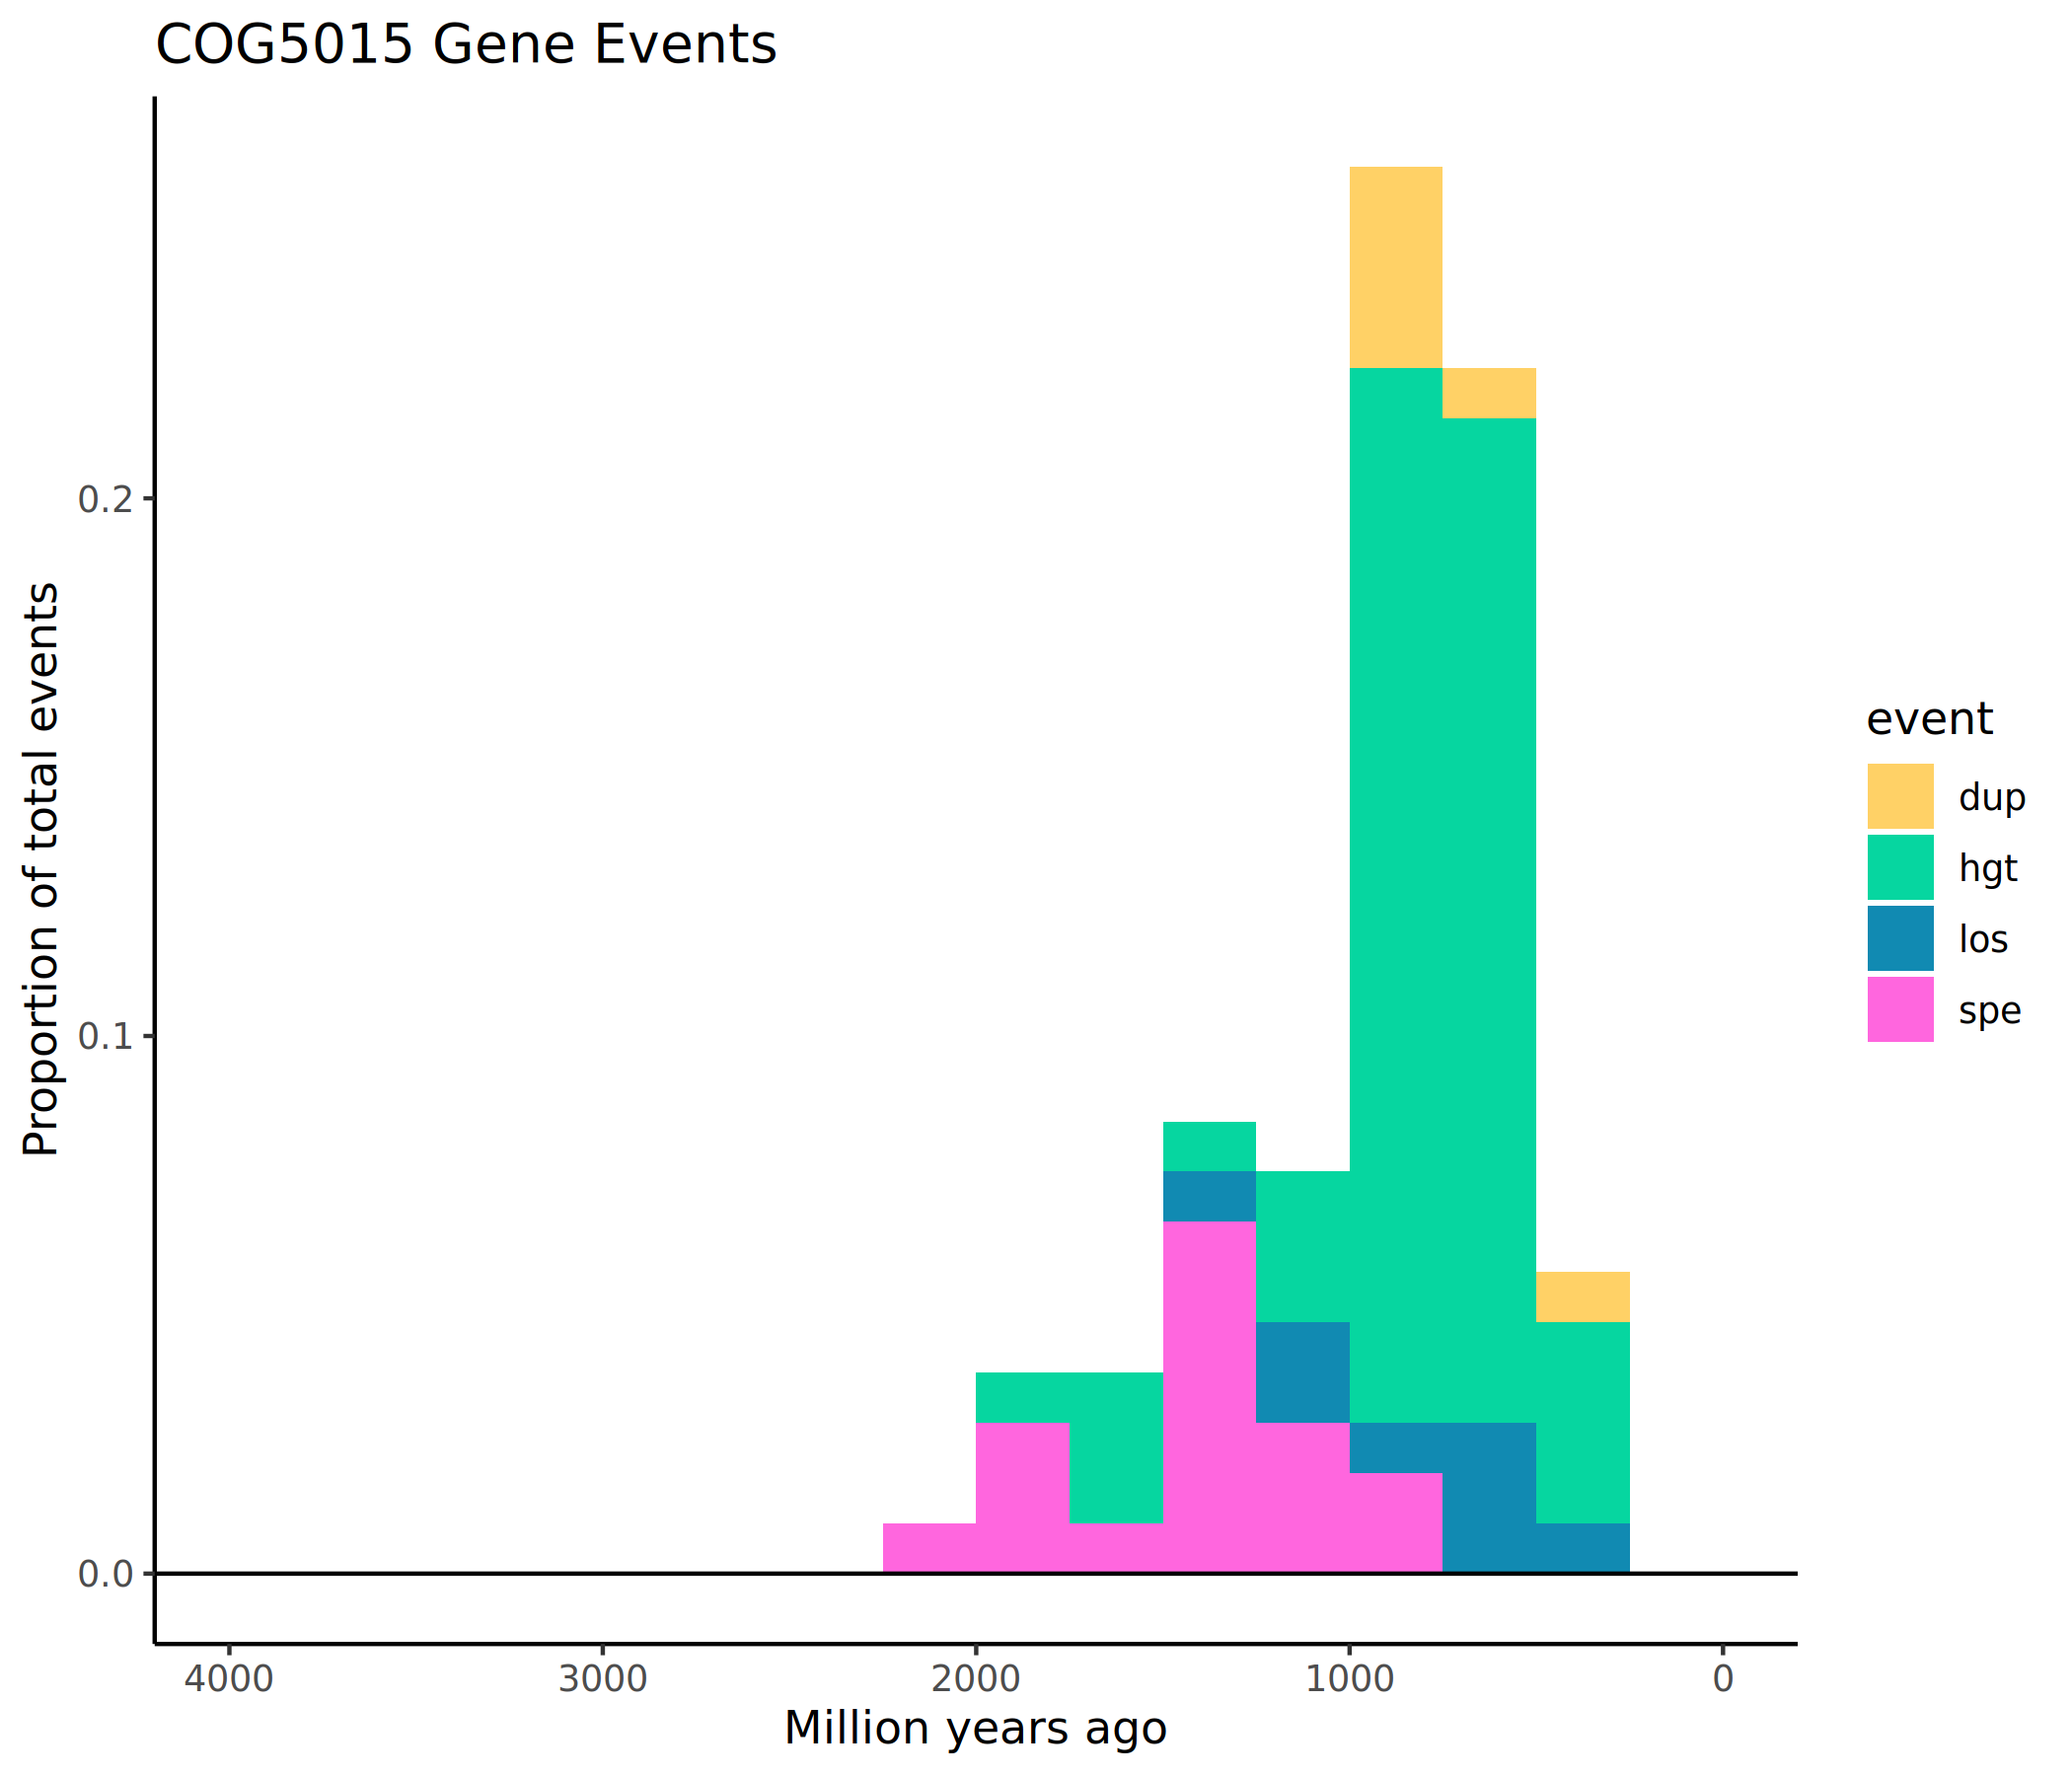 COG5015 Gene Events
Proportion of total events
0.2
0.1
0.0
4000 3000 2000 1000 0
Million years ago
event
dup
hgt
los
spe